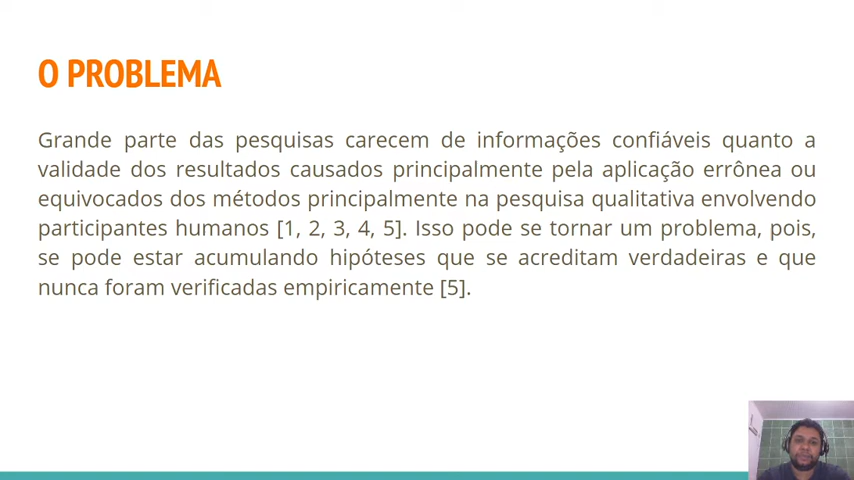 O PROBLEMA
Grande parte das pesquisas carecem de informações confiáveis quanto a
validade dos resultados causados principalmente pela aplicação errônea ou
equivocados dos métodos principalmente na pesquisa qualitativa envolvendo
participantes humanos [1, 2, 3, 4, 5]. Isso pode se tornar um problema, pois,
se pode estar acumulando hipóteses que se acreditam verdadeiras e que
nunca foram verificadas empiricamente [5].